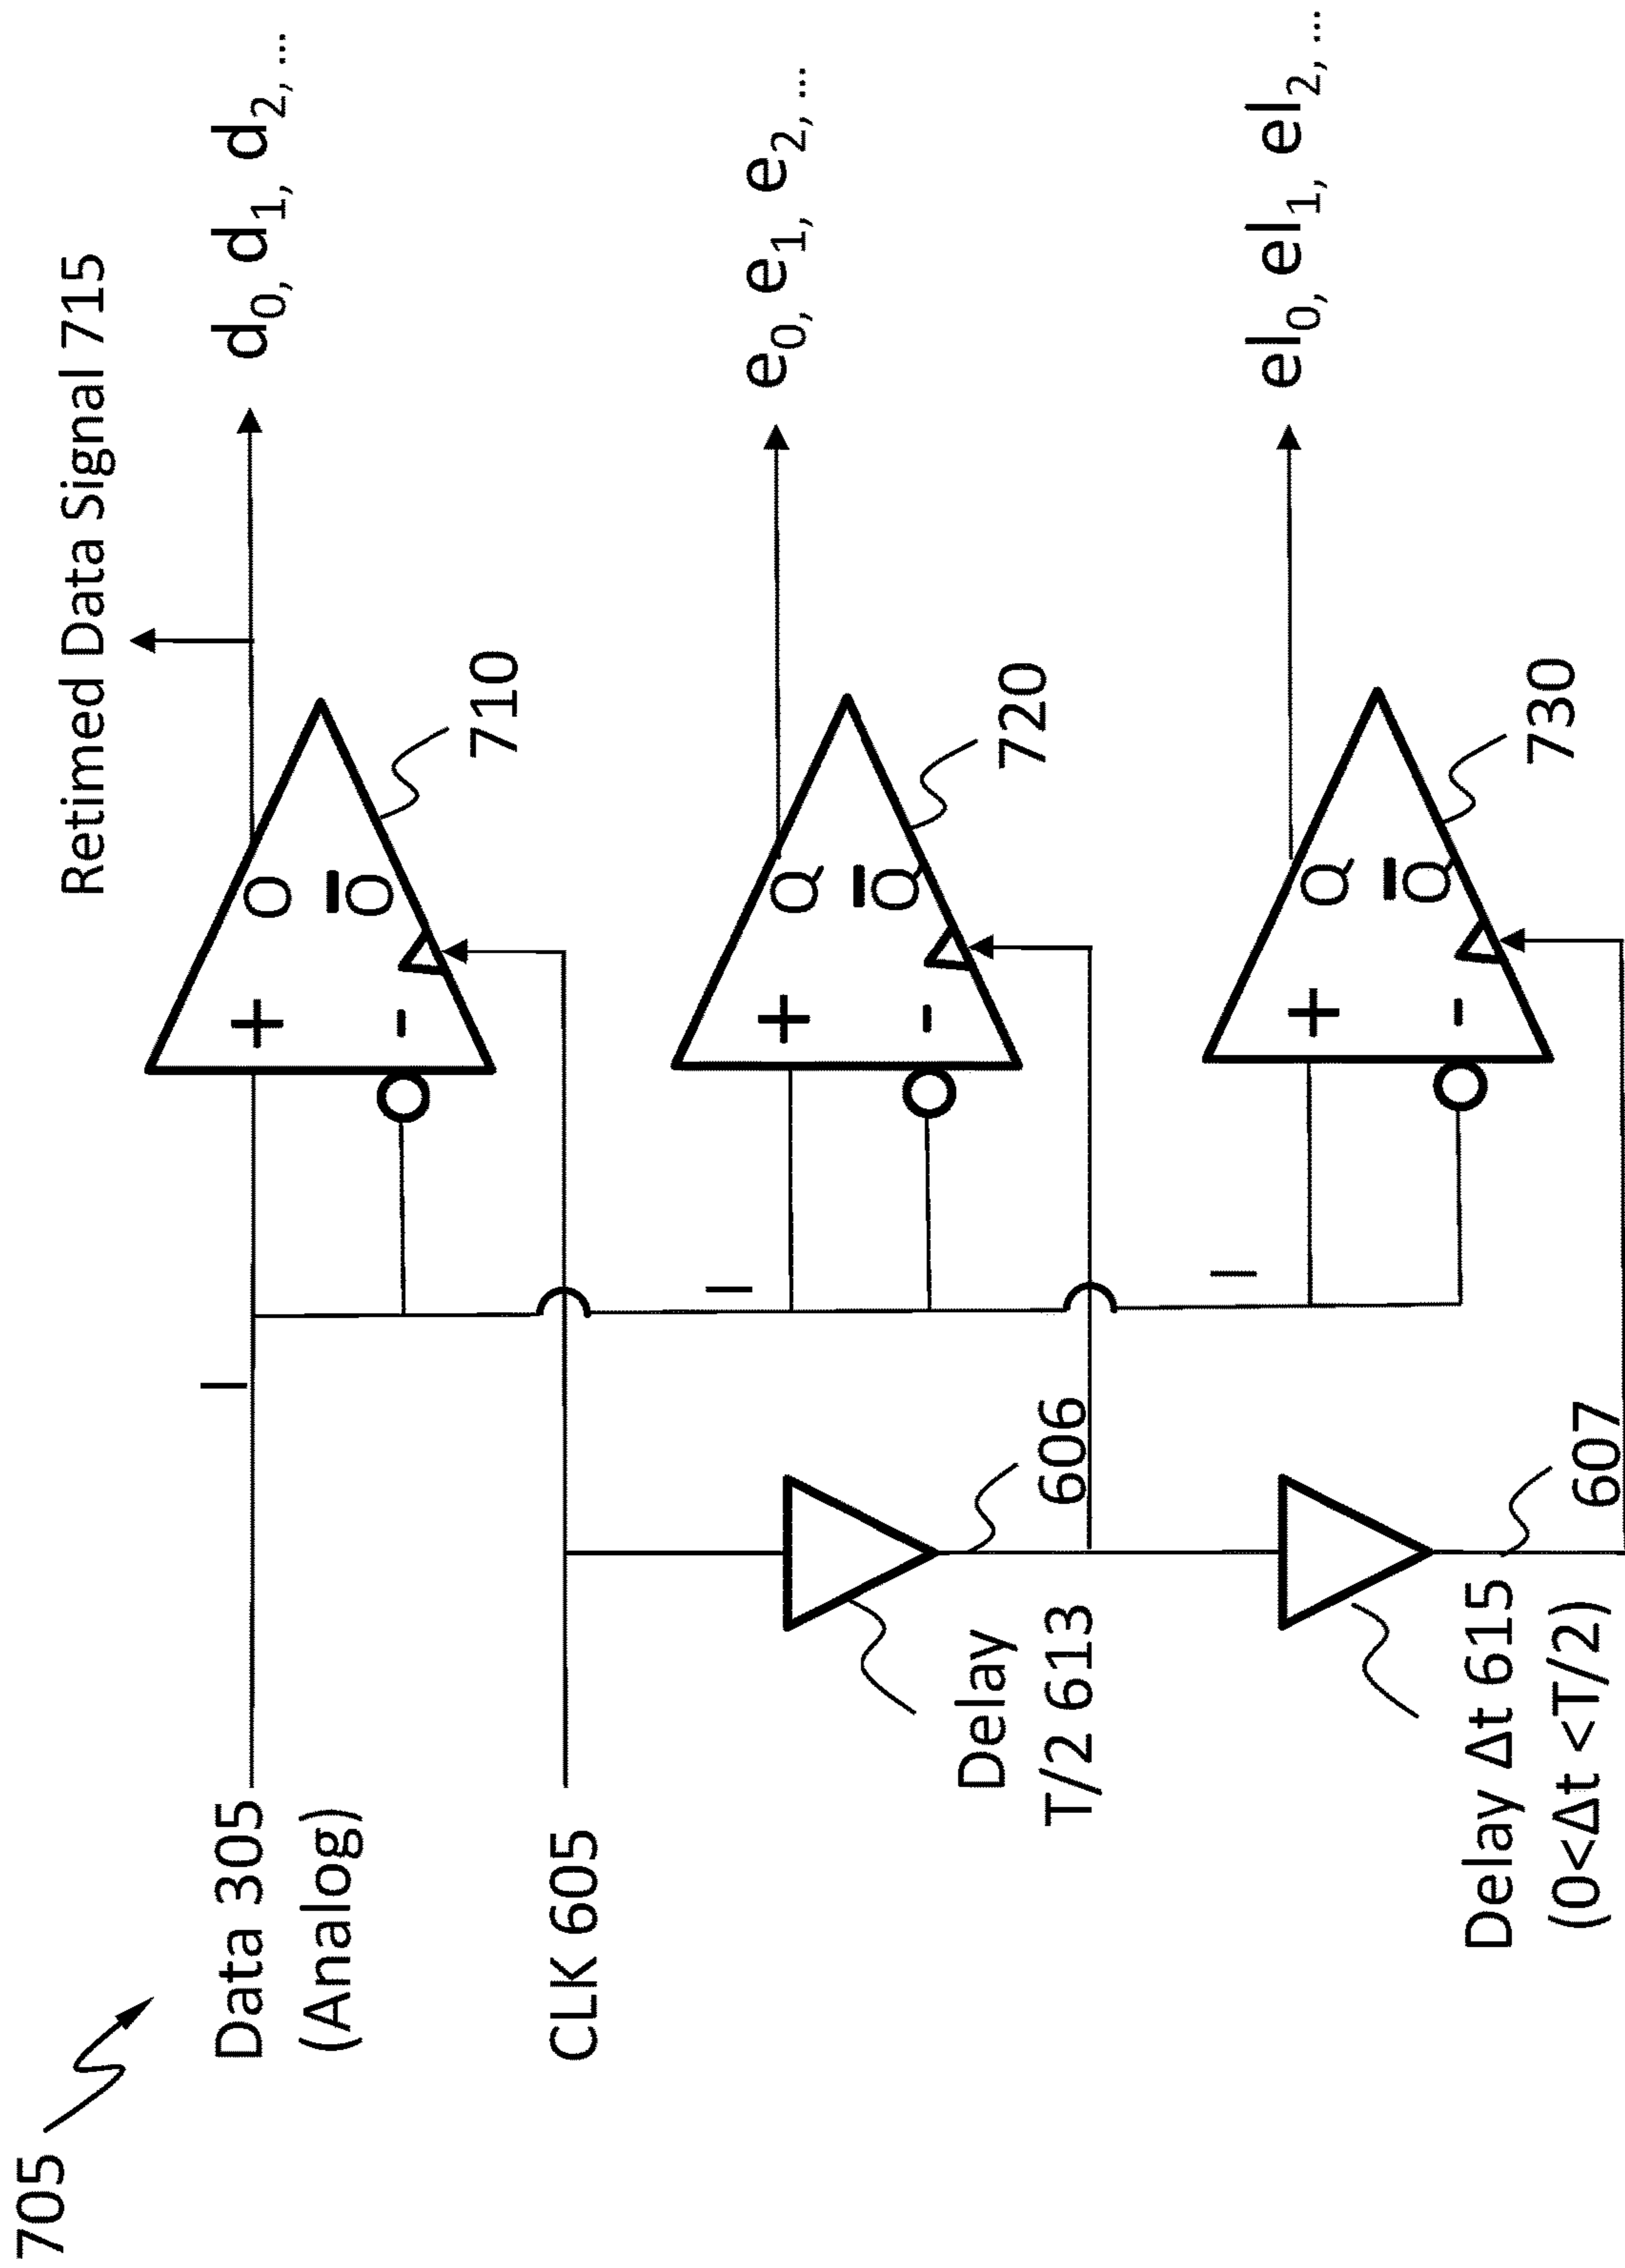 705
Data 305
(Analog)
CLK 605
Delay
T/2 613
606
Delay Δt 615
(0<Δt <T/2)
607
+
-
Q
Q̅
710
Retimed Data Signal 715
d₀, d₁, d₂, ...
+
-
Q
Q̅
720
e₀, e₁, e₂, ...
+
-
Q
Q̅
730
el₀, el₁, el₂, ...